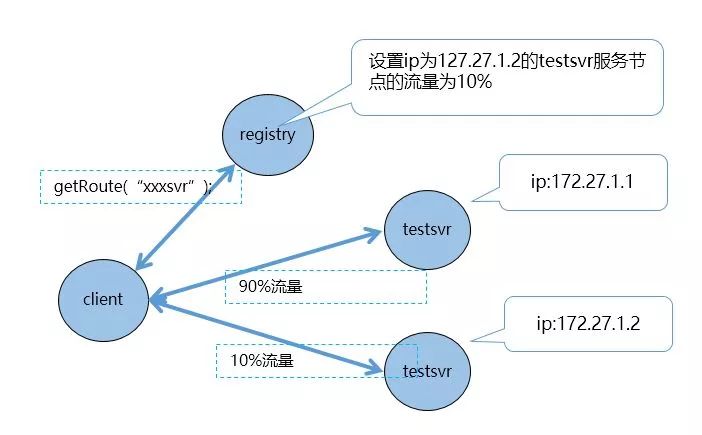 设置ip为127.27.1.2的testsvr服务节
点的流量为10%
registry
getRoute(“xxxsvr”);
ip:172.27.1.1
testsvr
90%流量
client
ip:172.27.1.2
10%流量
testsvr